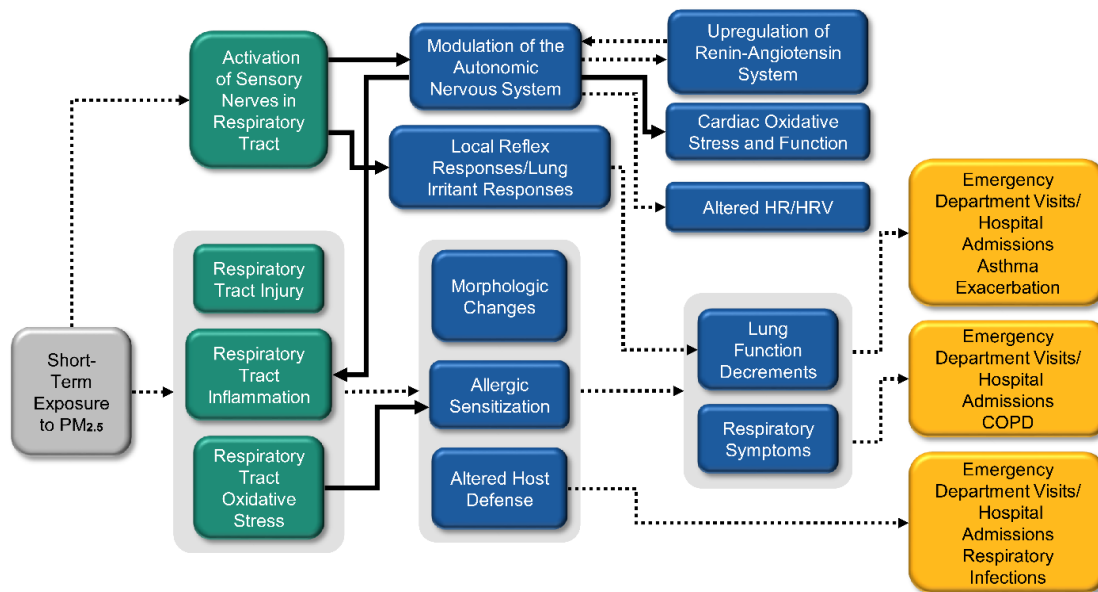 Activation
of Sensory
Nerves in
Respiratory
Tract
Modulation of the
Autonomic
Nervous System
Upregulation of
Renin-Angiotensin
System
Cardiac Oxidative
Stress and Function
Local Reflex
Responses/Lung
Irritant Responses
Altered HR/HRV
Emergency
Department Visits/
Hospital
Admissions
Asthma
Exacerbation
Respiratory
Tract Injury
Morphologic
Changes
Short-
Term
Exposure
to PM2.5
Respiratory
Tract
Inflammation
Allergic
Sensitization
Lung
Function
Decrements
Emergency
Department Visits/
Hospital
Admissions
COPD
Respiratory
Symptoms
Respiratory
Tract
Oxidative
Stress
Altered Host
Defense
Emergency
Department Visits/
Hospital
Admissions
Respiratory
Infections